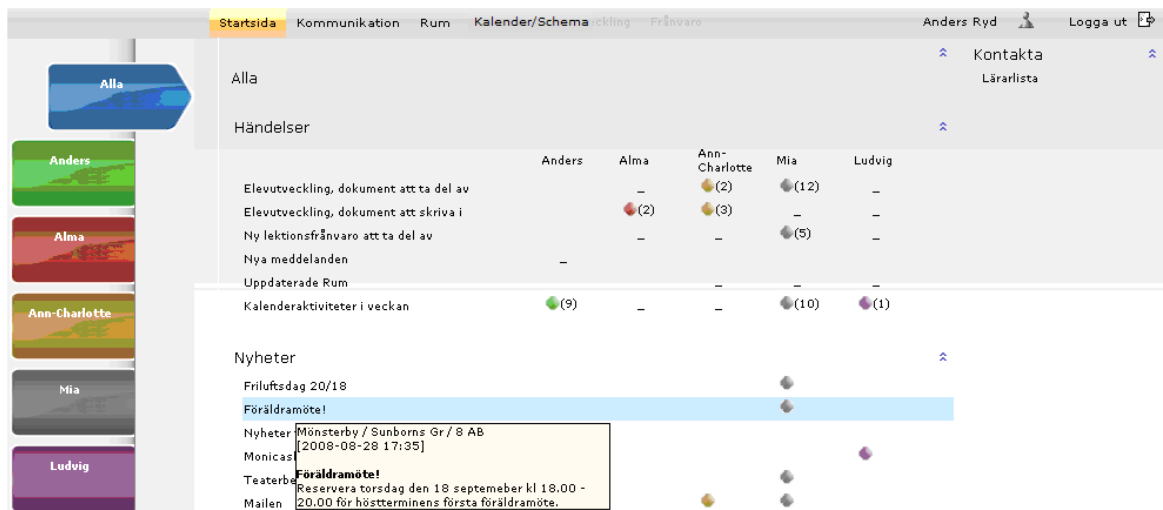 Startsida Kommunikation Rum Kalender/Schema ckling Frånvaro Anders Ryd Logga ut
Kontakta
Lärarlista
Alla
Alla
Händelser
Anders Alma Ann-Charlotte Mia Ludvig
Elevutveckling, dokument att ta del av _ (2) (12) _
Elevutveckling, dokument att skriva i (2) (3) _ _
Ny lektionsfrånvaro att ta del av _ _ (5) _
Nya meddelanden _
Uppdaterade Rum _ _ _
Kalenderaktiviteter i veckan (9) _ _ (10) (1)
Anders
Alma
Ann-Charlotte
Mia
Ludvig
Nyheter
Friluftsdag 20/18
Föräldramöte!
Nyheter
Monicas
Teaterbe
Mailen
Mönsterby / Sunborns Gr / 8 AB
[2008-08-28 17:35]
Föräldramöte!
Reservera torsdag den 18 septemeber kl 18.00 -
20.00 för höstterminens första föräldramöte.